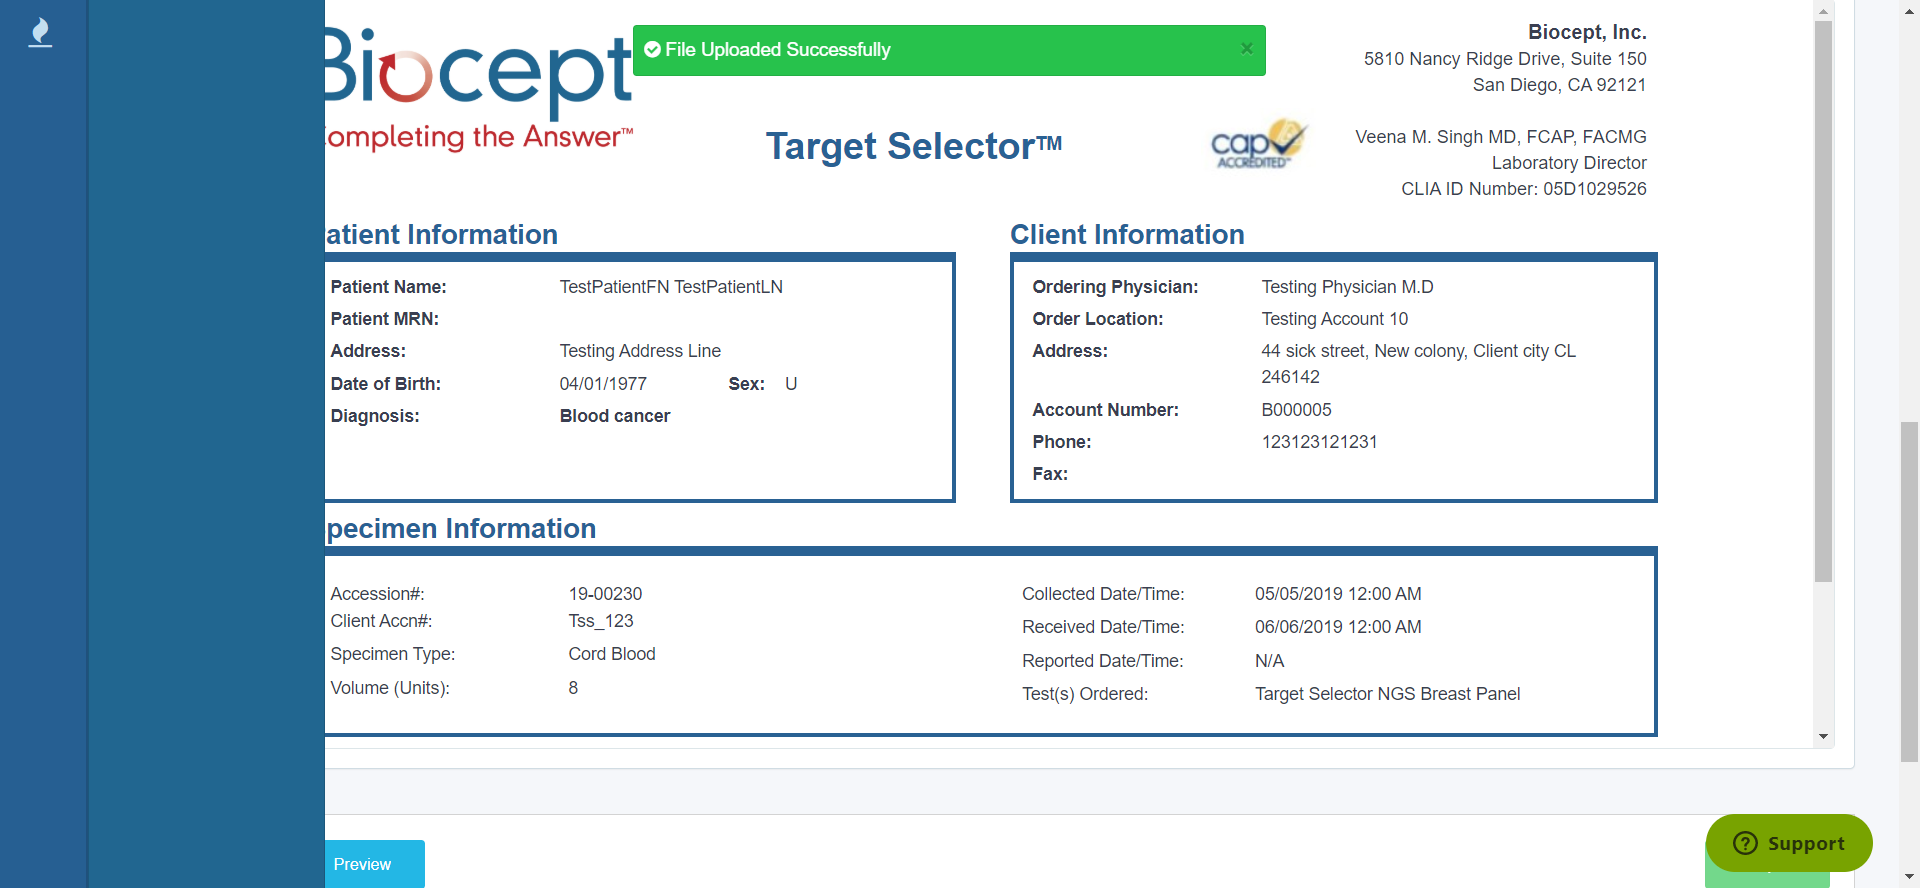 Biocept
ompleting the Answer™
File Uploaded Successfully ×
Target Selector™
cap
ACCREDITED™
Biocept, Inc.
5810 Nancy Ridge Drive, Suite 150
San Diego, CA 92121
Veena M. Singh MD, FCAP, FACMG
Laboratory Director
CLIA ID Number: 05D1029526
atient Information
Patient Name: TestPatientFN TestPatientLN
Patient MRN:
Address: Testing Address Line
Date of Birth: 04/01/1977 Sex: U
Diagnosis: Blood cancer
Client Information
Ordering Physician: Testing Physician M.D
Order Location: Testing Account 10
Address: 44 sick street, New colony, Client city CL
246142
Account Number: B000005
Phone: 123123121231
Fax:
pecimen Information
Accession#: 19-00230
Client Accn#: Tss_123
Specimen Type: Cord Blood
Volume (Units): 8
Collected Date/Time: 05/05/2019 12:00 AM
Received Date/Time: 06/06/2019 12:00 AM
Reported Date/Time: N/A
Test(s) Ordered: Target Selector NGS Breast Panel
Preview
Support